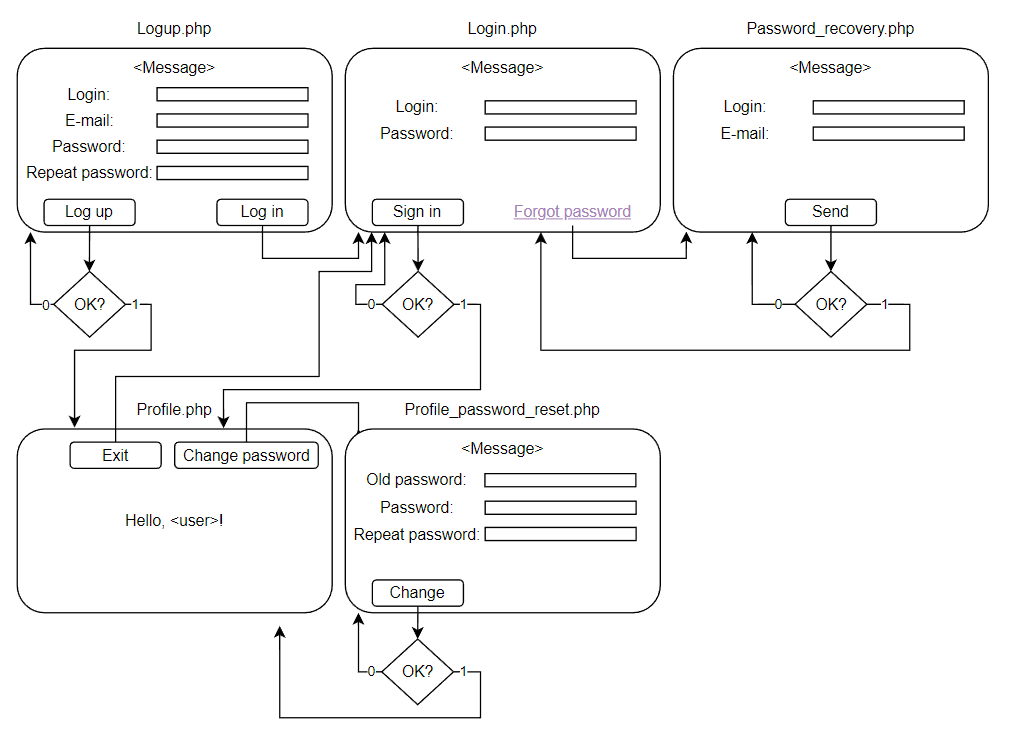 Logup.php
<Message>
Login:
E-mail:
Password:
Repeat password:
Log up
Log in
OK?
0
1
Login.php
<Message>
Login:
Password:
Sign in
Forgot password
OK?
0
1
Password_recovery.php
<Message>
Login:
E-mail:
Send
OK?
0
1
Profile.php
Exit
Change password
Hello, <user>!
Profile_password_reset.php
<Message>
Old password:
Password:
Repeat password:
Change
OK?
0
1